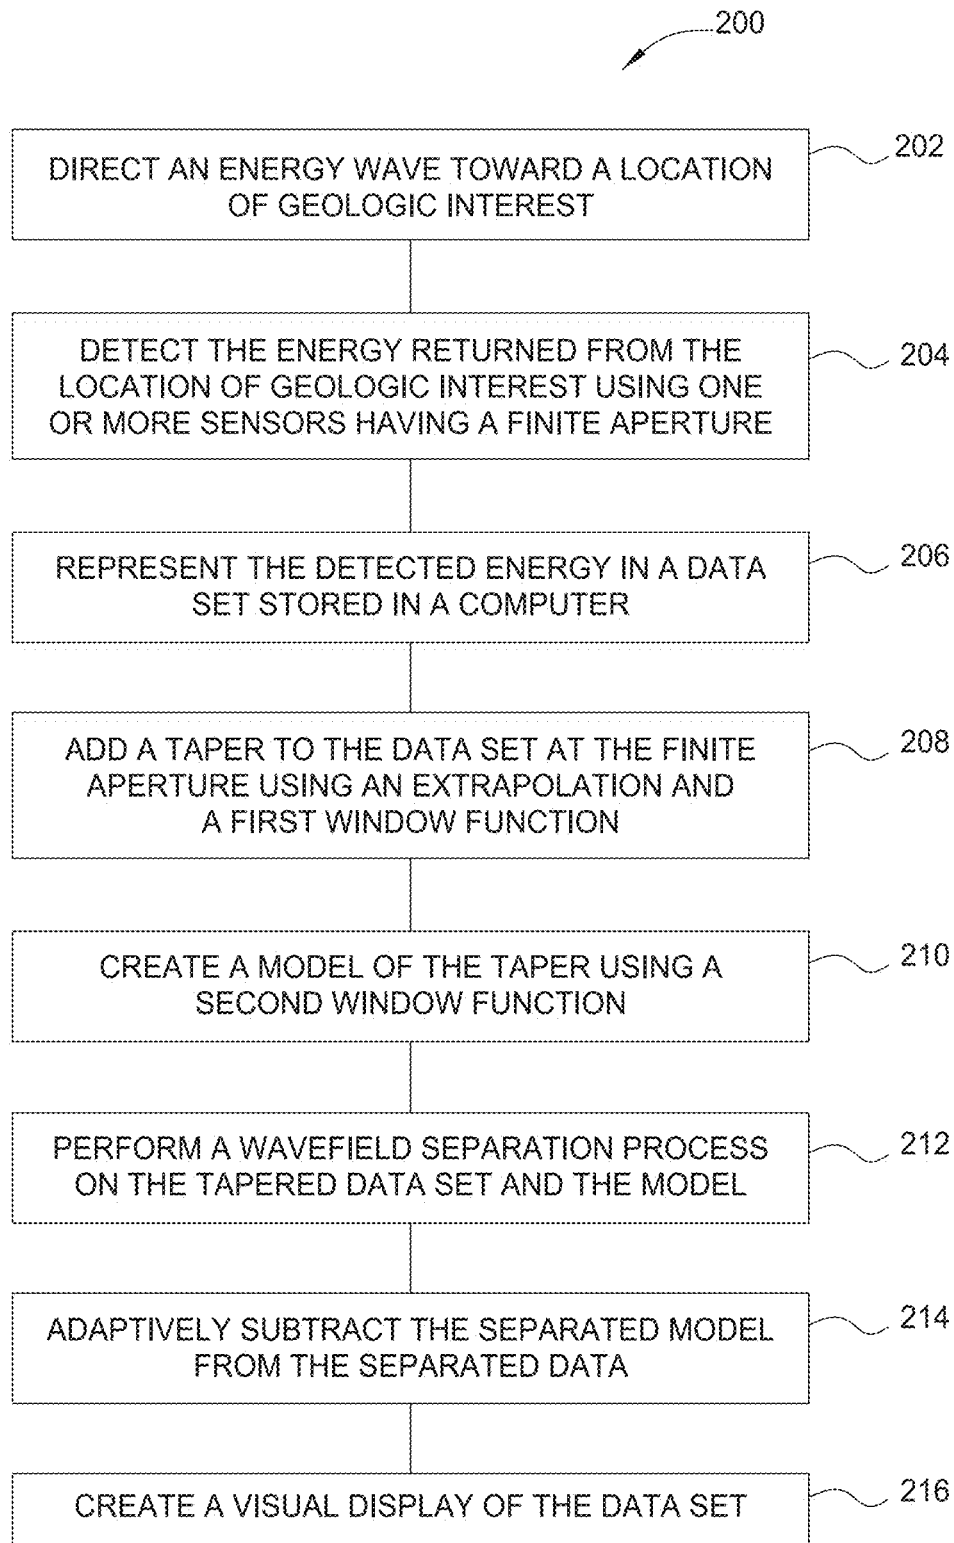 200
DIRECT AN ENERGY WAVE TOWARD A LOCATION
OF GEOLOGIC INTEREST
202
DETECT THE ENERGY RETURNED FROM THE
LOCATION OF GEOLOGIC INTEREST USING ONE
OR MORE SENSORS HAVING A FINITE APERTURE
204
REPRESENT THE DETECTED ENERGY IN A DATA
SET STORED IN A COMPUTER
206
ADD A TAPER TO THE DATA SET AT THE FINITE
APERTURE USING AN EXTRAPOLATION AND
A FIRST WINDOW FUNCTION
208
CREATE A MODEL OF THE TAPER USING A
SECOND WINDOW FUNCTION
210
PERFORM A WAVEFIELD SEPARATION PROCESS
ON THE TAPERED DATA SET AND THE MODEL
212
ADAPTIVELY SUBTRACT THE SEPARATED MODEL
FROM THE SEPARATED DATA
214
CREATE A VISUAL DISPLAY OF THE DATA SET
216